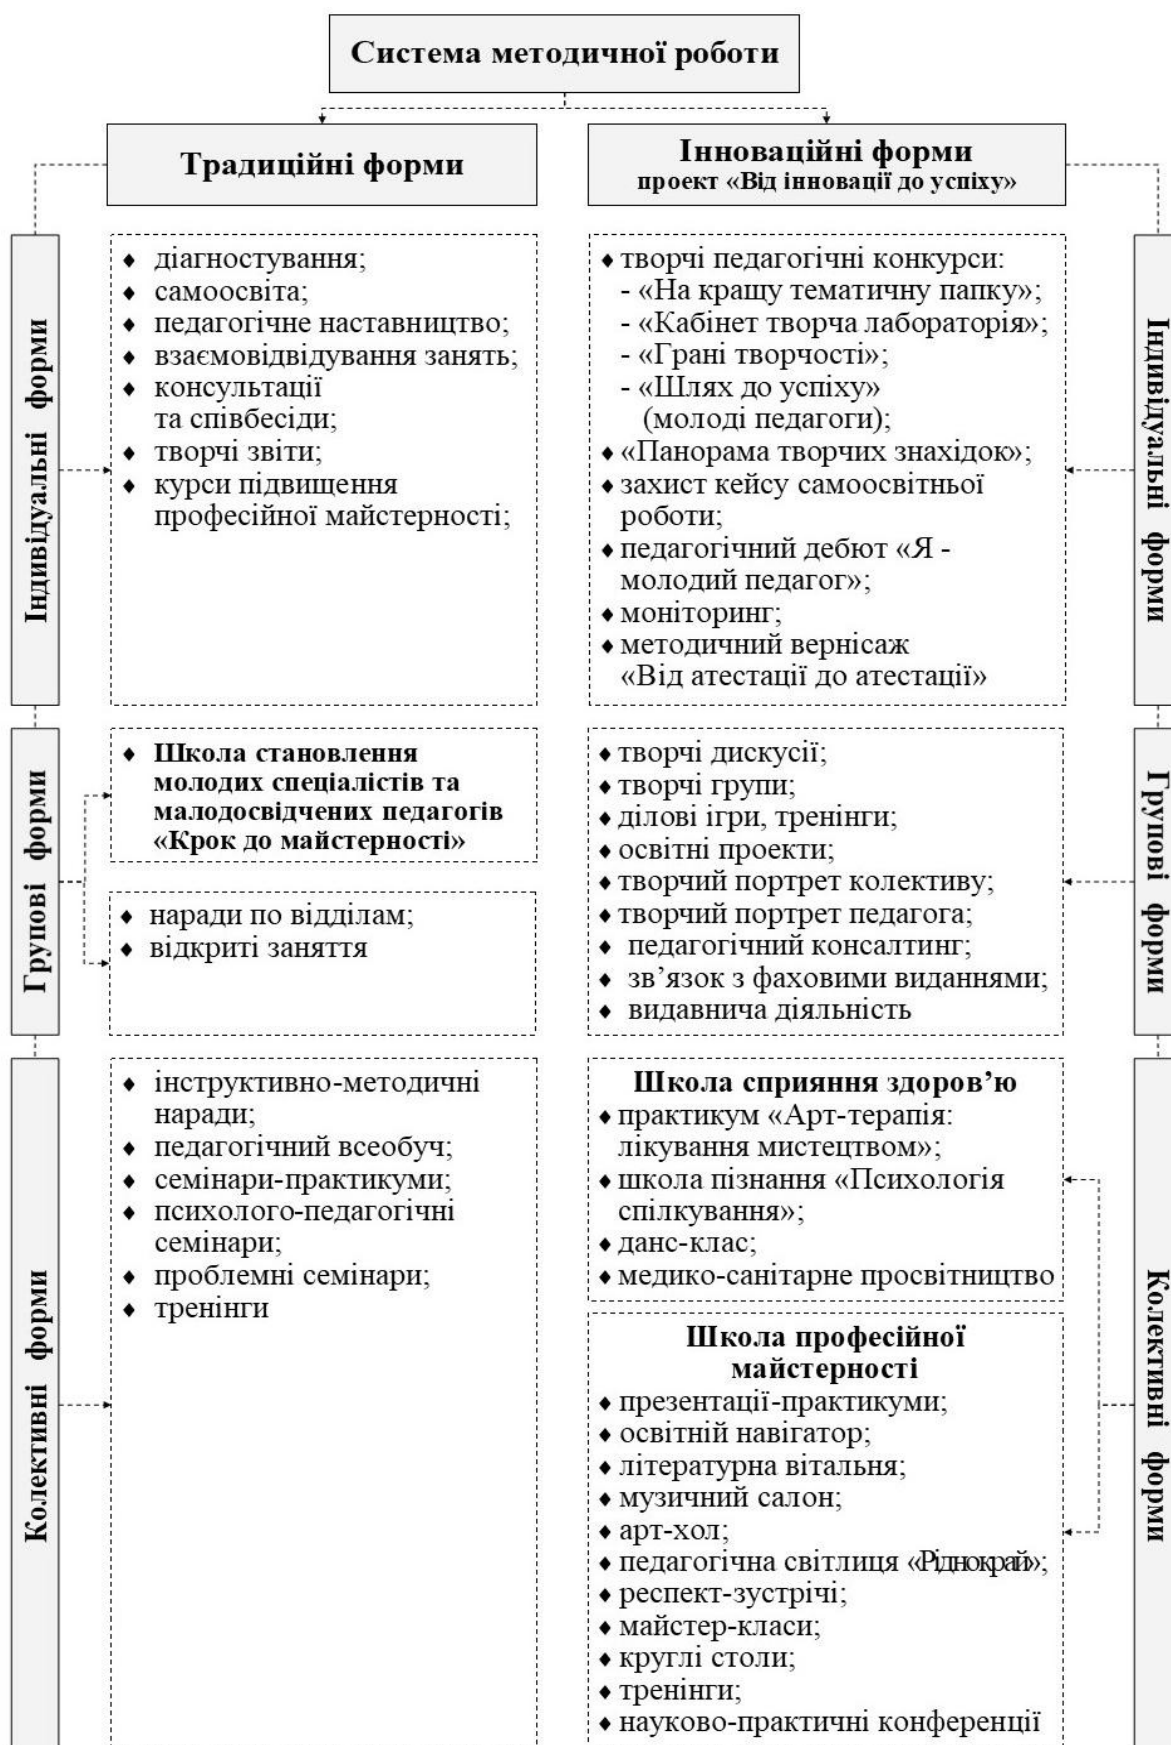 Система методичної роботи
Традиційні форми
Інноваційні форми
проект «Від інновації до успіху»
Індивідуальні форми
♦ діагностування;
♦ самоосвіта;
♦ педагогічне наставництво;
♦ взаємовідвідування занять;
♦ консультації
та співбесіди;
♦ творчі звіти;
♦ курси підвищення
професійної майстерності;
♦ творчі педагогічні конкурси:
- «На кращу тематичну папку»;
- «Кабінет творча лабораторія»;
- «Грані творчості»;
- «Шлях до успіху»
(молоді педагоги);
♦ «Панорама творчих знахідок»;
♦ захист кейсу самоосвітньої
роботи;
♦ педагогічний дебют «Я -
молодий педагог»;
♦ моніторинг;
♦ методичний вернісаж
«Від атестації до атестації»
Індивідуальні форми
Групові форми
♦ Школа становлення
молодих спеціалістів та
малодосвідчених педагогів
«Крок до майстерності»
♦ наради по відділам;
♦ відкриті заняття
♦ творчі дискусії;
♦ творчі групи;
♦ ділові ігри, тренінги;
♦ освітні проекти;
♦ творчий портрет колективу;
♦ творчий портрет педагога;
♦ педагогічний консалтинг;
♦ зв’язок з фаховими виданнями;
♦ видавнича діяльність
Групові форми
Колективні форми
♦ інструктивно-методичні
наради;
♦ педагогічний всеобуч;
♦ семінари-практикуми;
♦ психолого-педагогічні
семінари;
♦ проблемні семінари;
♦ тренінги
Школа сприяння здоров’ю
♦ практикум «Арт-терапія:
лікування мистецтвом»;
♦ школа пізнання «Психологія
спілкування»;
♦ данс-клас;
♦ медико-санітарне просвітництво
Школа професійної
майстерності
♦ презентації-практикуми;
♦ освітній навігатор;
♦ літературна вітальня;
♦ музичний салон;
♦ арт-хол;
♦ педагогічна світлиця «Ріднокрай»;
♦ респект-зустрічі;
♦ майстер-класи;
♦ круглі столи;
♦ тренінги;
♦ науково-практичні конференції
Колективні форми